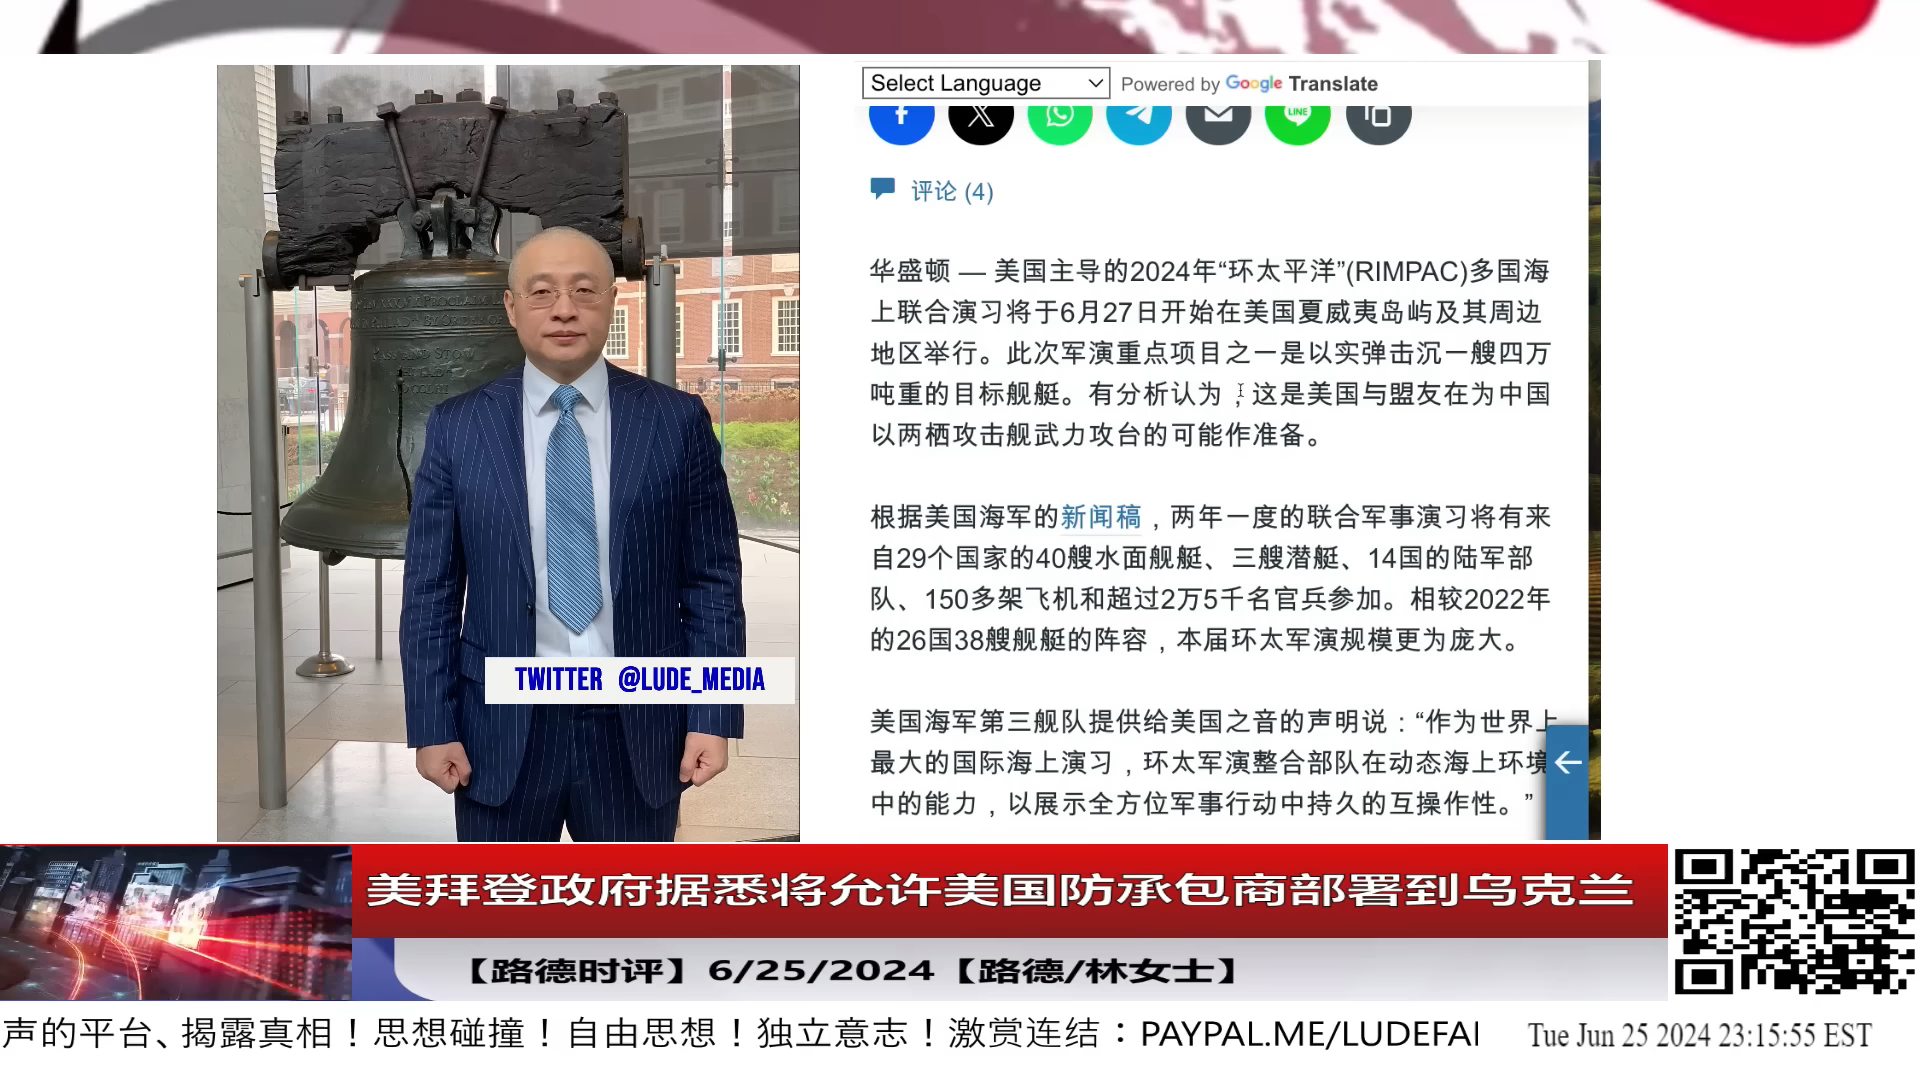 Select Language
Powered by Google Translate
评论 (4)
华盛顿 — 美国主导的2024年“环太平洋”(RIMPAC)多国海
上联合演习将于6月27日开始在美国夏威夷岛屿及其周边
地区举行。此次军演重点项目之一是以实弹击沉一艘四万
吨重的目标舰艇。有分析认为，这是美国与盟友在为中国
以两栖攻击舰武力攻台的可能作准备。
根据美国海军的新闻稿，两年一度的联合军事演习将有来
自29个国家的40艘水面舰艇、三艘潜艇、14国的陆军部
队、150多架飞机和超过2万5千名官兵参加。相较2022年
的26国38艘舰艇的阵容，本届环太军演规模更为庞大。
美国海军第三舰队提供给美国之音的声明说：“作为世界上
最大的国际海上演习，环太军演整合部队在动态海上环境
中的能力，以展示全方位军事行动中持久的互操作性。”
PASS AND STOW
TWITTER @LUDE_MEDIA
美拜登政府据悉将允许美国防承包商部署到乌克兰
【路德时评】6/25/2024【路德/林女士】
声的平台、揭露真相！思想碰撞！自由思想！独立意志！激赏连结：PAYPAL.ME/LUDEFAI
Tue Jun 25 2024 23:15:55 EST